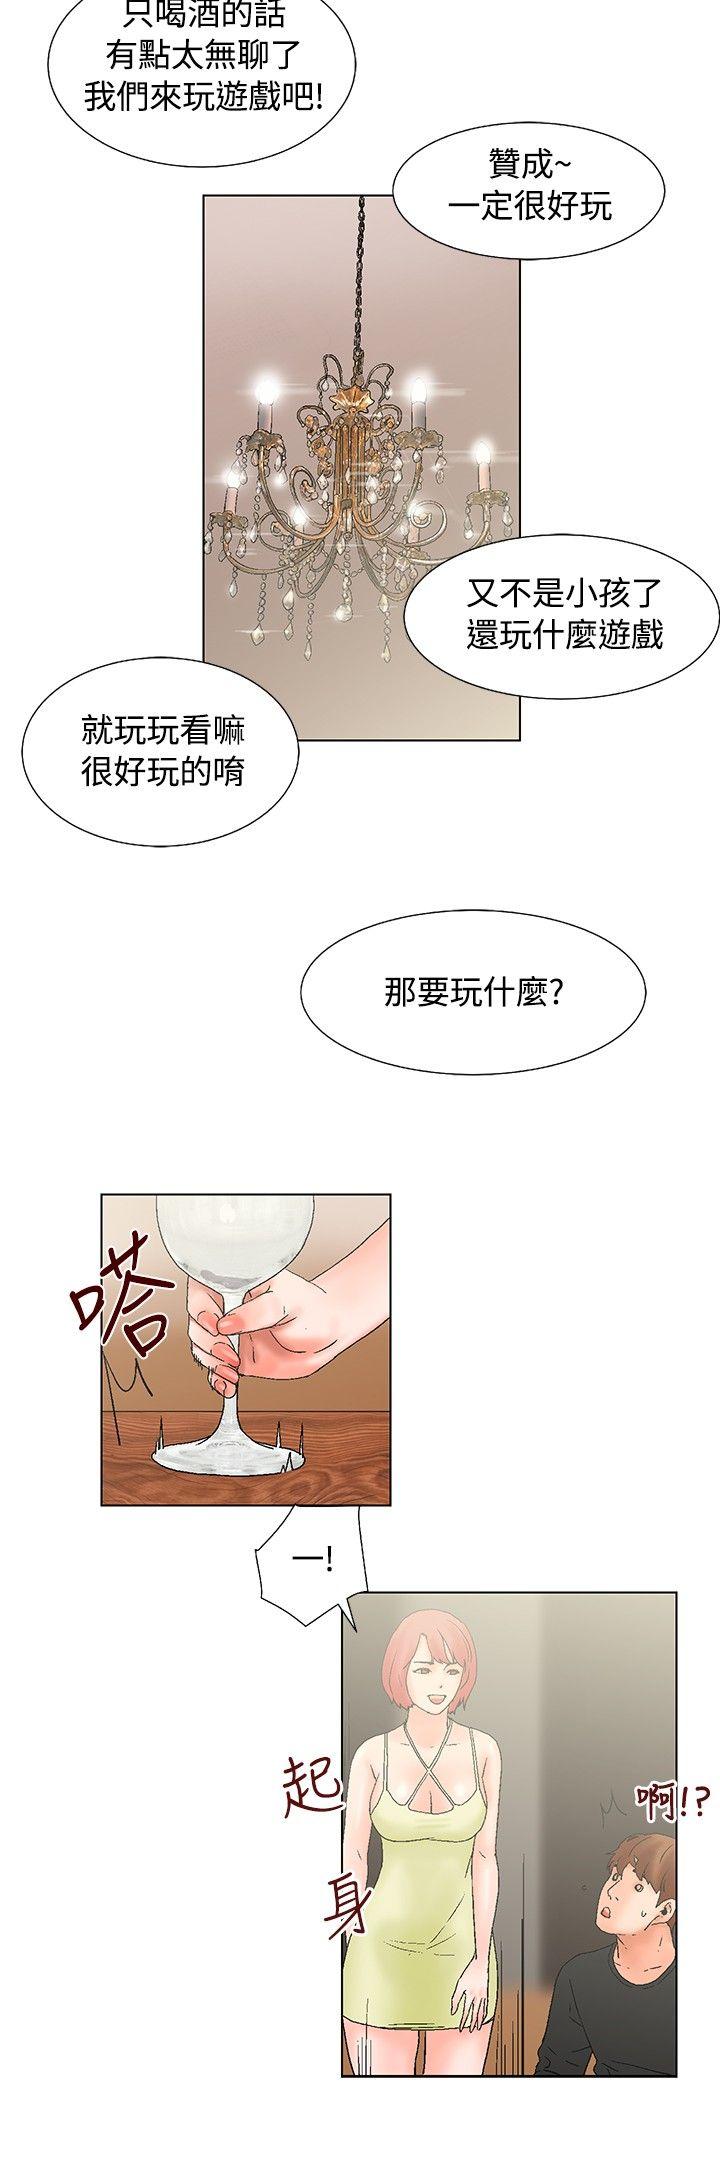 只喝酒的話
有點太無聊了
我們來玩遊戲吧!
贊成~
一定很好玩
又不是小孩了
還玩什麼遊戲
就玩玩看嘛
很好玩的唷
那要玩什麼?
嗒
一!
起
身
啊!?